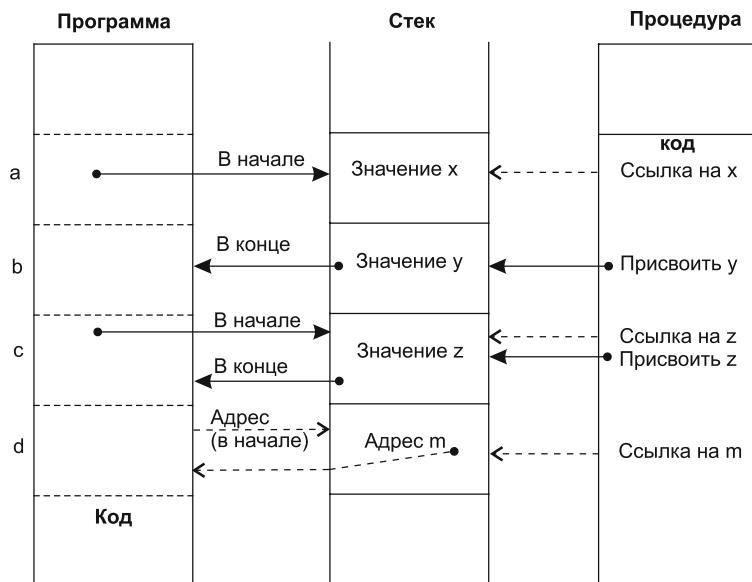 Программа Стек Процедура
код
a В начале Значение x Ссылка на x
b В конце Значение y Присвоить y
c В начале Значение z Ссылка на z
В конце Присвоить z
d Адрес
(в начале) Адрес m Ссылка на m
Код